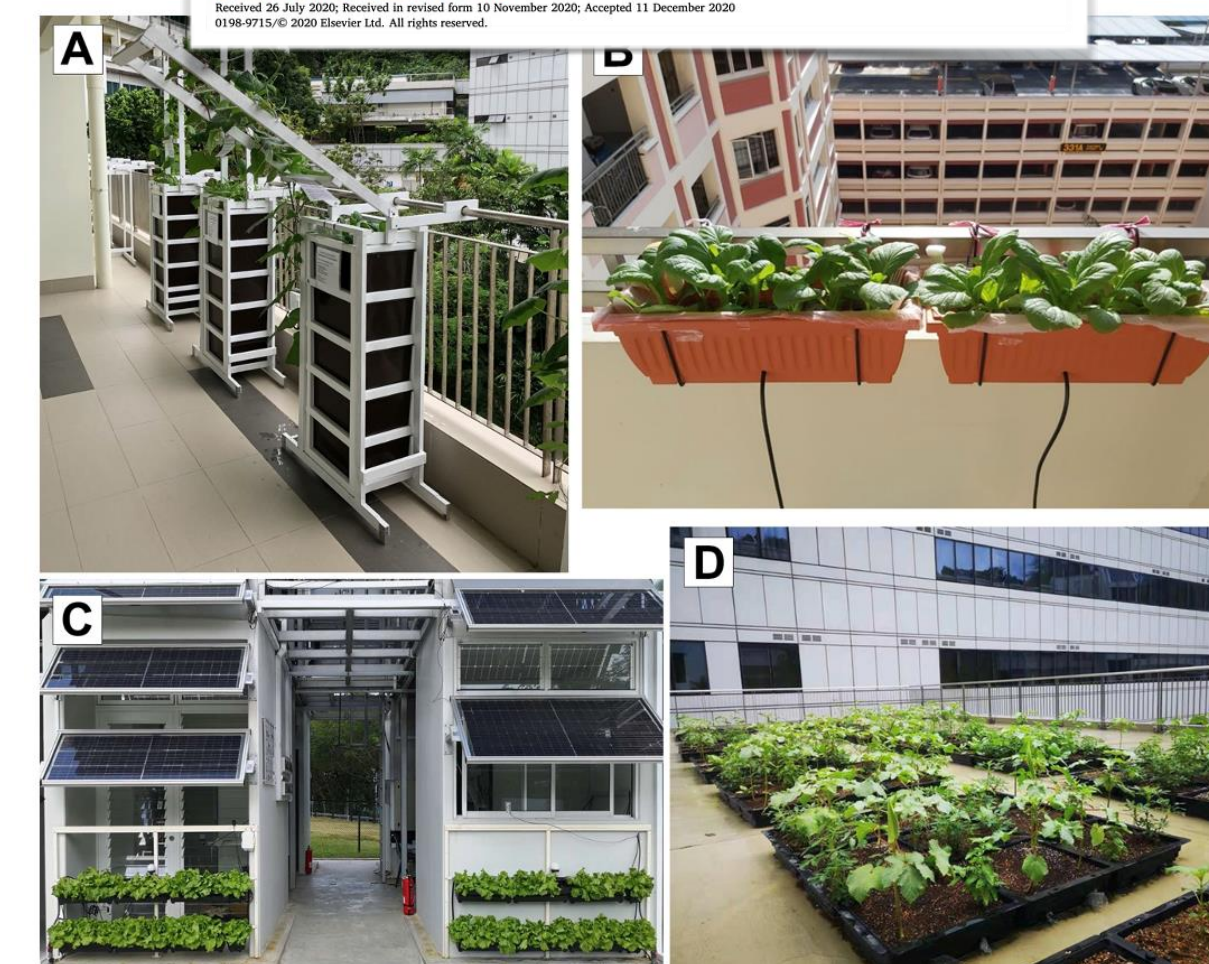 Received 26 July 2020; Received in revised form 10 November 2020; Accepted 11 December 2020
0198-9715/© 2020 Elsevier Ltd. All rights reserved.
A
B
C
D